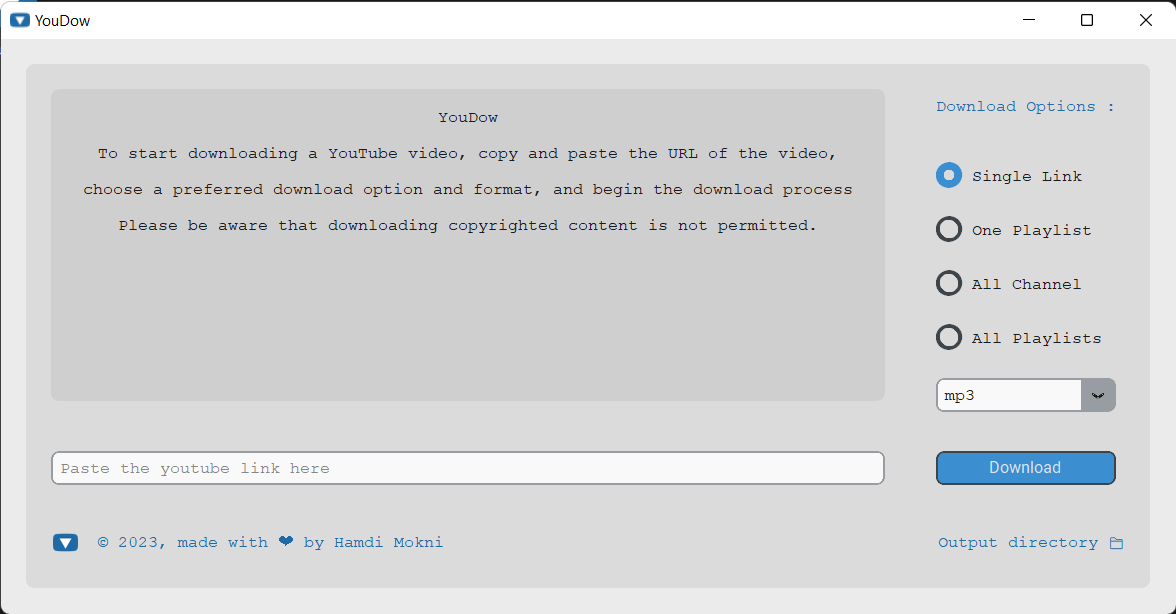 YouDow
YouDow
To start downloading a YouTube video, copy and paste the URL of the video,
choose a preferred download option and format, and begin the download process
Please be aware that downloading copyrighted content is not permitted.
Download Options :
Single Link
One Playlist
All Channel
All Playlists
mp3
Paste the youtube link here
Download
© 2023, made with ❤ by Hamdi Mokni
Output directory